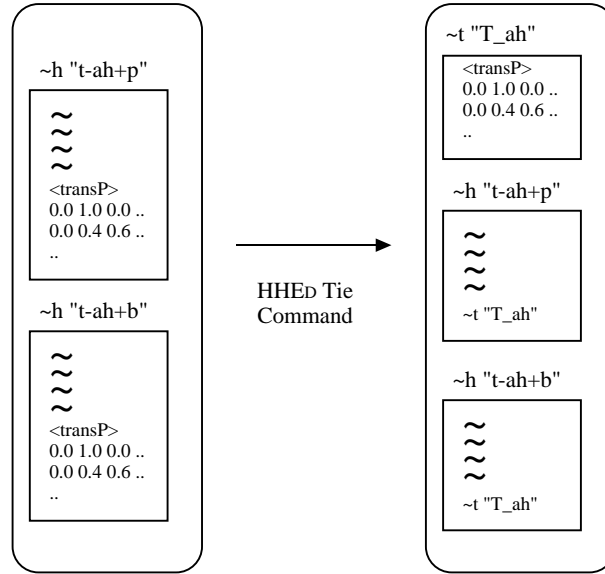 ~h "t-ah+p"
~
~
~
~
<transP>
0.0 1.0 0.0 ..
0.0 0.4 0.6 ..
..
~h "t-ah+b"
~
~
~
~
<transP>
0.0 1.0 0.0 ..
0.0 0.4 0.6 ..
..
HHED Tie
Command
~t "T_ah"
<transP>
0.0 1.0 0.0 ..
0.0 0.4 0.6 ..
..
~h "t-ah+p"
~
~
~
~
~t "T_ah"
~h "t-ah+b"
~
~
~
~
~t "T_ah"